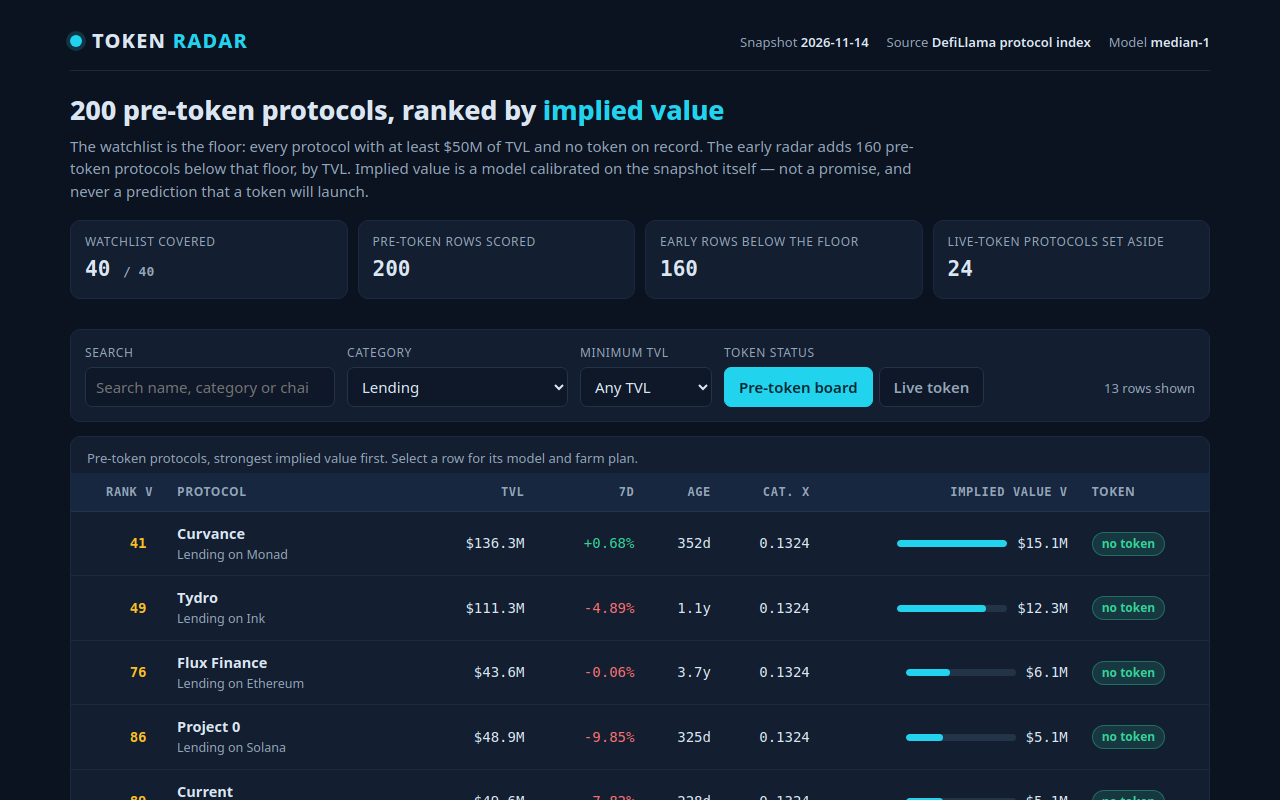 TOKEN RADAR
Snapshot 2026-11-14 Source DefiLlama protocol index Model median-1
200 pre-token protocols, ranked by implied value
The watchlist is the floor: every protocol with at least $50M of TVL and no token on record. The early radar adds 160 pre-
token protocols below that floor, by TVL. Implied value is a model calibrated on the snapshot itself — not a promise, and
never a prediction that a token will launch.
WATCHLIST COVERED
40 / 40
PRE-TOKEN ROWS SCORED
200
EARLY ROWS BELOW THE FLOOR
160
LIVE-TOKEN PROTOCOLS SET ASIDE
24
SEARCH CATEGORY MINIMUM TVL TOKEN STATUS
Search name, category or chai Lending Any TVL Pre-token board Live token 13 rows shown
Pre-token protocols, strongest implied value first. Select a row for its model and farm plan.
RANK V PROTOCOL TVL 7D AGE CAT. X IMPLIED VALUE V TOKEN
41 Curvance $136.3M +0.68% 352d 0.1324 $15.1M no token
Lending on Monad
49 Tydro $111.3M -4.89% 1.1y 0.1324 $12.3M no token
Lending on Ink
76 Flux Finance $43.6M -0.06% 3.7y 0.1324 $6.1M no token
Lending on Ethereum
86 Project 0 $48.9M -9.85% 325d 0.1324 $5.1M no token
Lending on Solana
Current